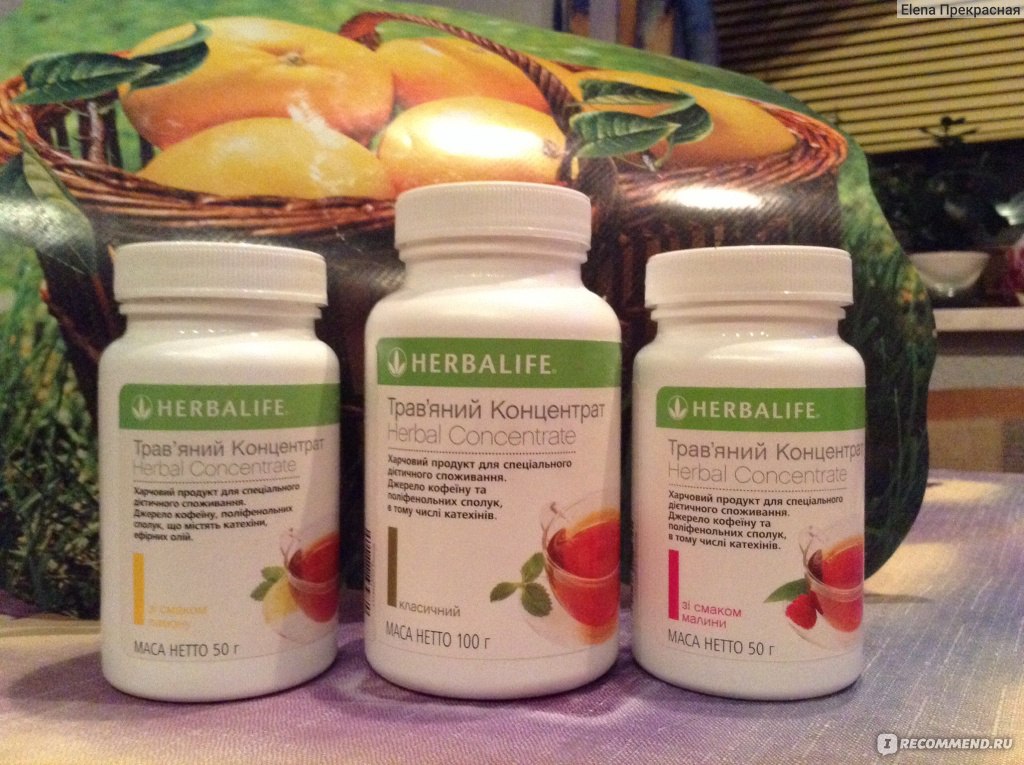 Elena Прекрасная
HERBALIFE
Трав'яний Концентрат
Herbal Concentrate
Харчовий продукт для спеціального
дієтичного споживання.
Джерело кофеїну, поліфенольних
сполук, що містять катехіни,
ефірних олій.
зі смаком
лимону
МАСА НЕТТО 50 г
HERBALIFE
Трав'яний Концентрат
Herbal Concentrate
Харчовий продукт для спеціального
дієтичного споживання.
Джерело кофеїну та
поліфенольних сполук,
в тому числі катехінів.
класичний
МАСА НЕТТО 100 г
HERBALIFE
Трав'яний Концентрат
Herbal Concentrate
Харчовий продукт для спеціального
дієтичного споживання.
Джерело кофеїну та
поліфенольних сполук,
в тому числі катехінів.
зі смаком
малини
МАСА НЕТТО 50 г
IRECOMMEND.RU